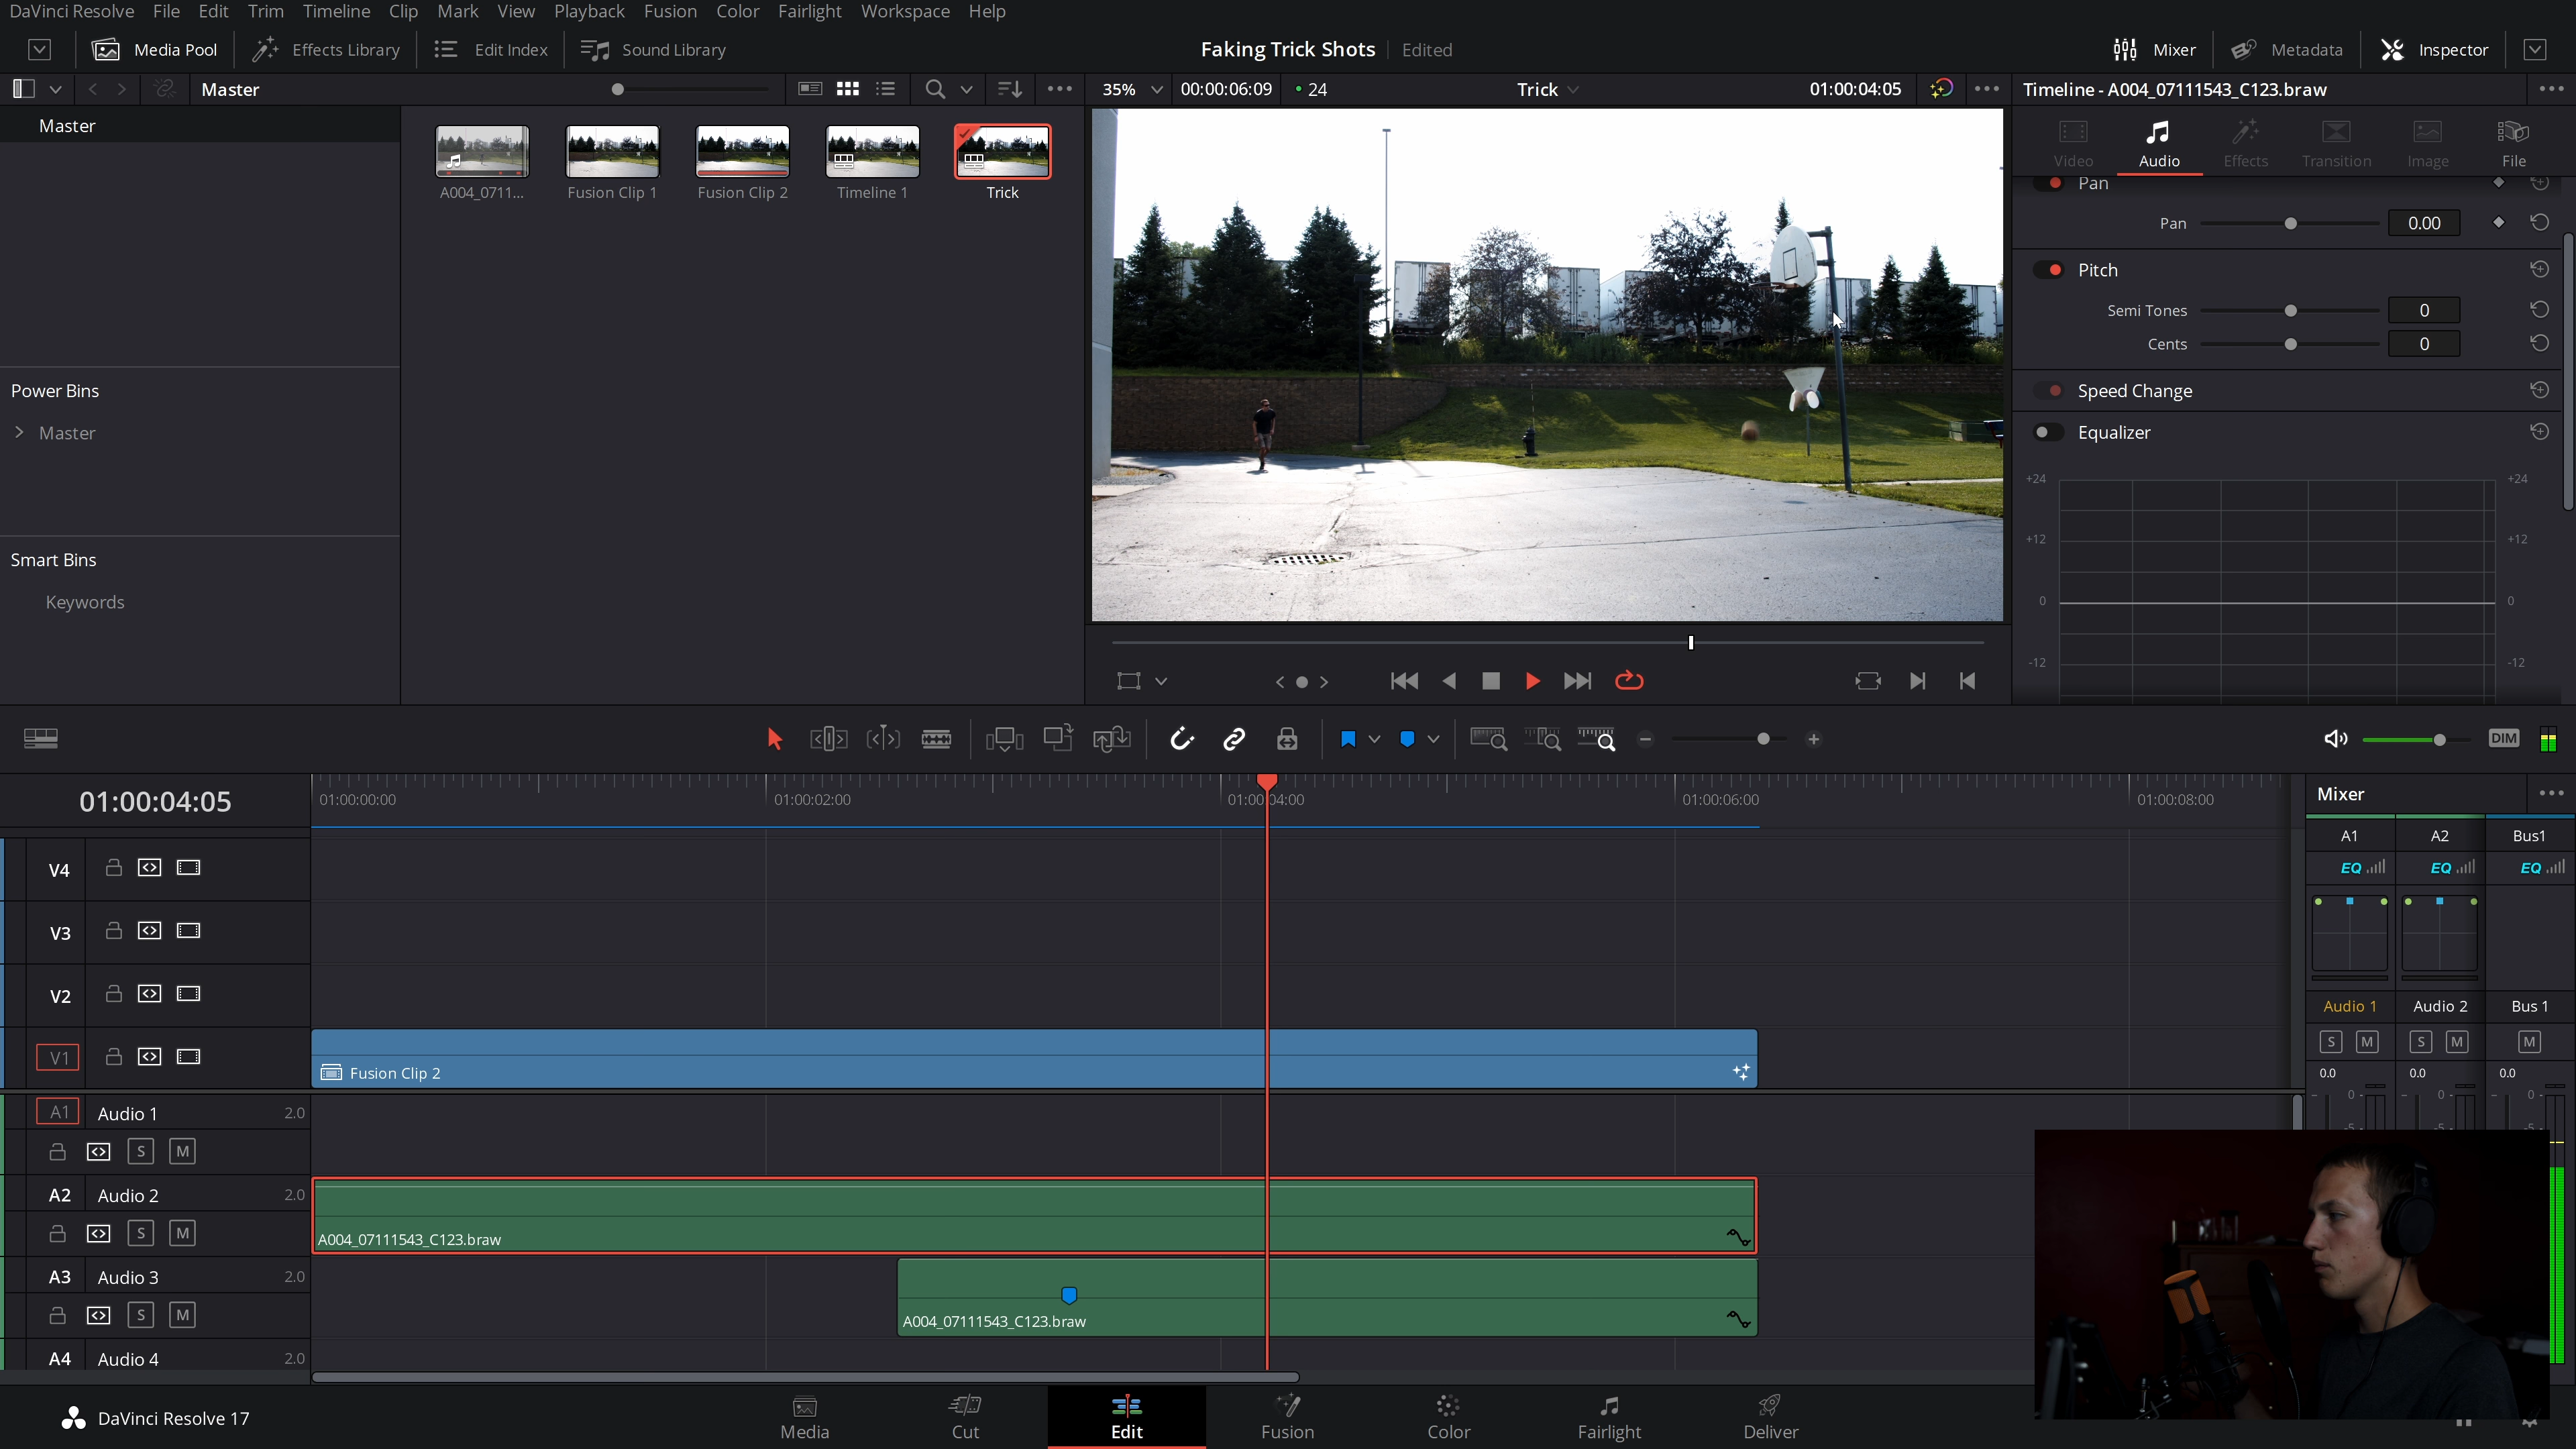 DaVinci Resolve File Edit Trim Timeline Clip Mark View Playback Fusion Color Fairlight Workspace Help
Media Pool Effects Library Edit Index Sound Library Faking Trick Shots Edited Mixer Metadata Inspector
Master 35% 00:00:06:09 24 Trick 01:00:04:05 Timeline - A004_07111543_C123.braw
Master
Video Audio Effects Transition Image File
A004_0711... Fusion Clip 1 Fusion Clip 2 Timeline 1 Trick
Pan
Pan 0.00
Pitch
Semi Tones 0
Cents 0
Speed Change
Equalizer
Power Bins
Master
+24 +24
+12 +12
0 0
-12 -12
Smart Bins
Keywords
DIM
01:00:04:05
01:00:00:00 01:00:02:00 01:00:04:00 01:00:06:00 01:00:08:00
Mixer
A1 A2 Bus1
EQ EQ EQ
V4
V3
V2
V1
Fusion Clip 2
Audio 1 Audio 2 Bus 1
S M S M M
0.0 0.0 0.0
0 0 0
-5 -5 -5
A1 Audio 1 2.0
S M
A2 Audio 2 2.0
S M
A004_07111543_C123.braw
A3 Audio 3 2.0
S M
A004_07111543_C123.braw
A4 Audio 4 2.0
DaVinci Resolve 17
Media Cut Edit Fusion Color Fairlight Deliver